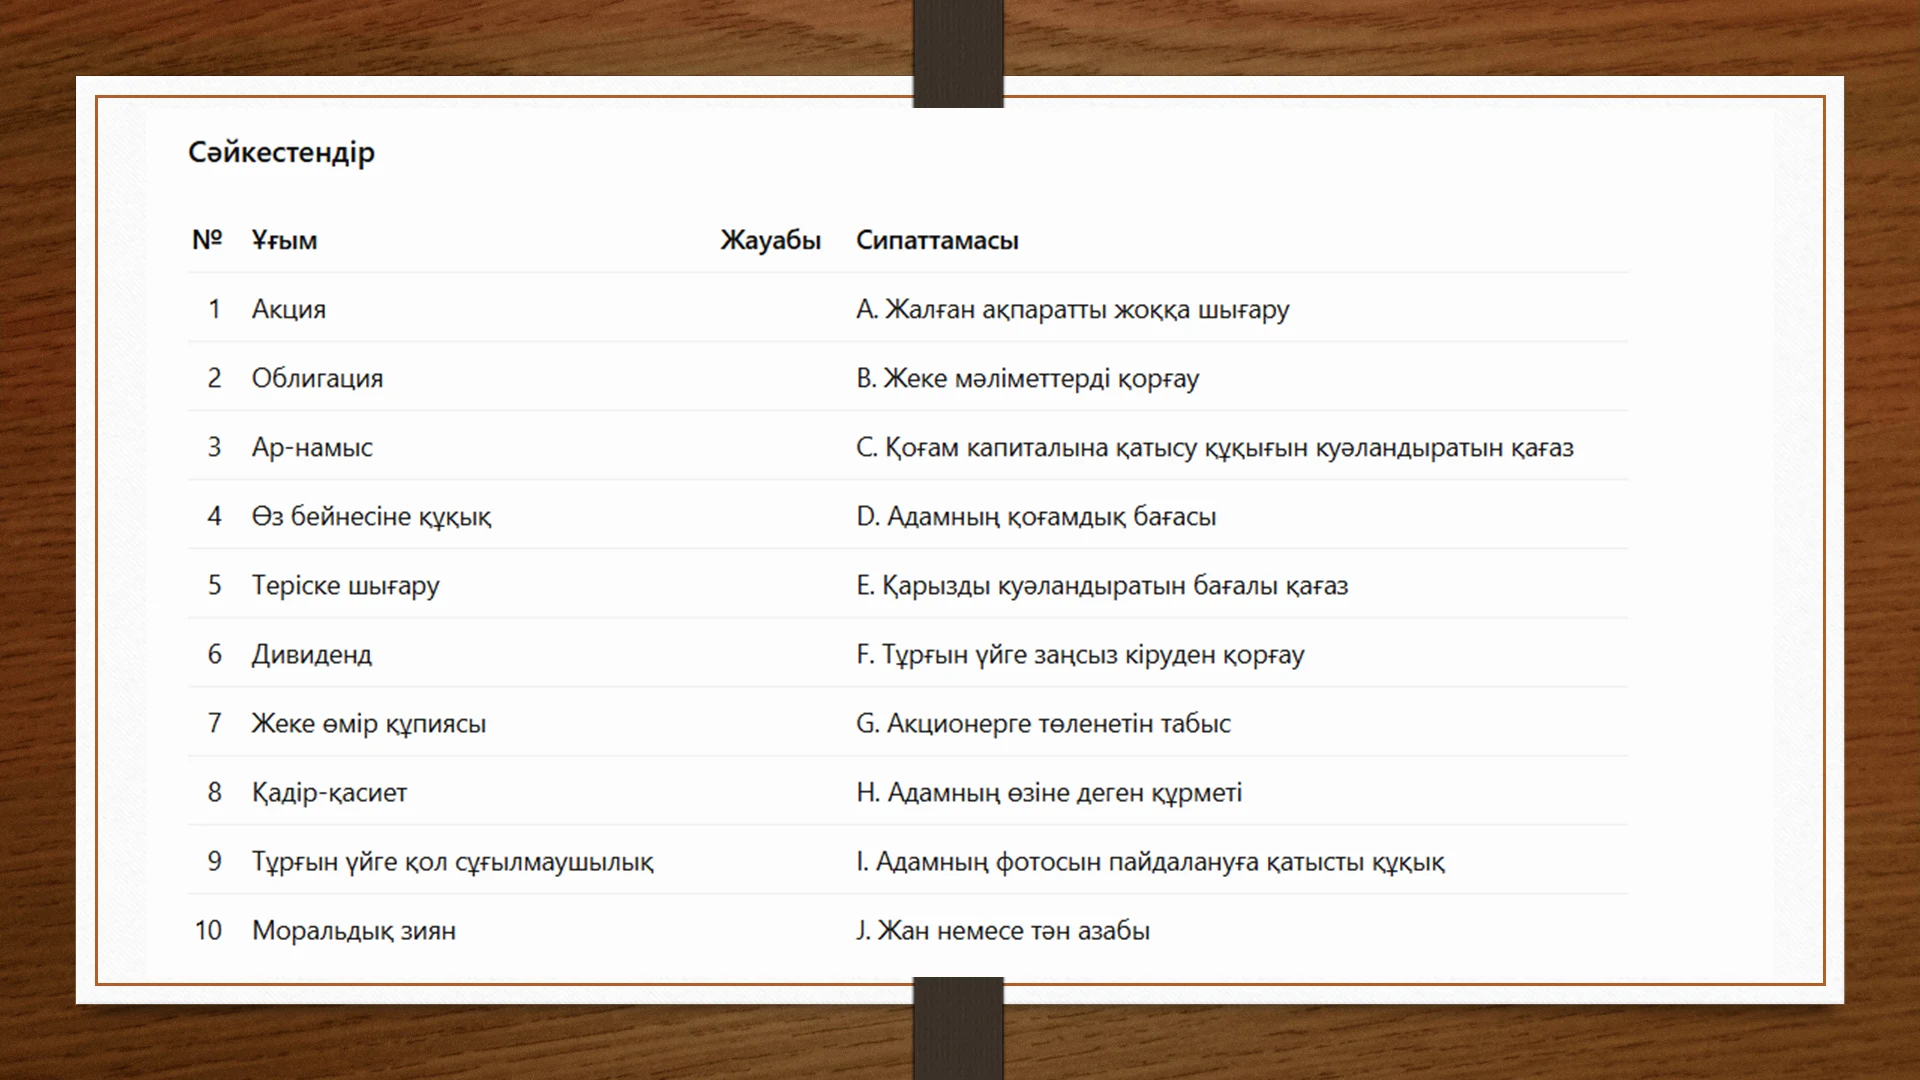 Сәйкестендір
№ Ұғым Жауабы Сипаттамасы
1 Акция A. Жалған ақпаратты жоққа шығару
2 Облигация B. Жеке мәліметтерді қорғау
3 Ар-намыс C. Қоғам капиталына қатысу құқығын куәландыратын қағаз
4 Өз бейнесіне құқық D. Адамның қоғамдық бағасы
5 Теріске шығару E. Қарызды куәландыратын бағалы қағаз
6 Дивиденд F. Тұрғын үйге заңсыз кіруден қорғау
7 Жеке өмір құпиясы G. Акционерге төленетін табыс
8 Қадір-қасиет H. Адамның өзіне деген құрметі
9 Тұрғын үйге қол сұғылмаушылық I. Адамның фотосын пайдалануға қатысты құқық
10 Моральдық зиян J. Жан немесе тән азабы